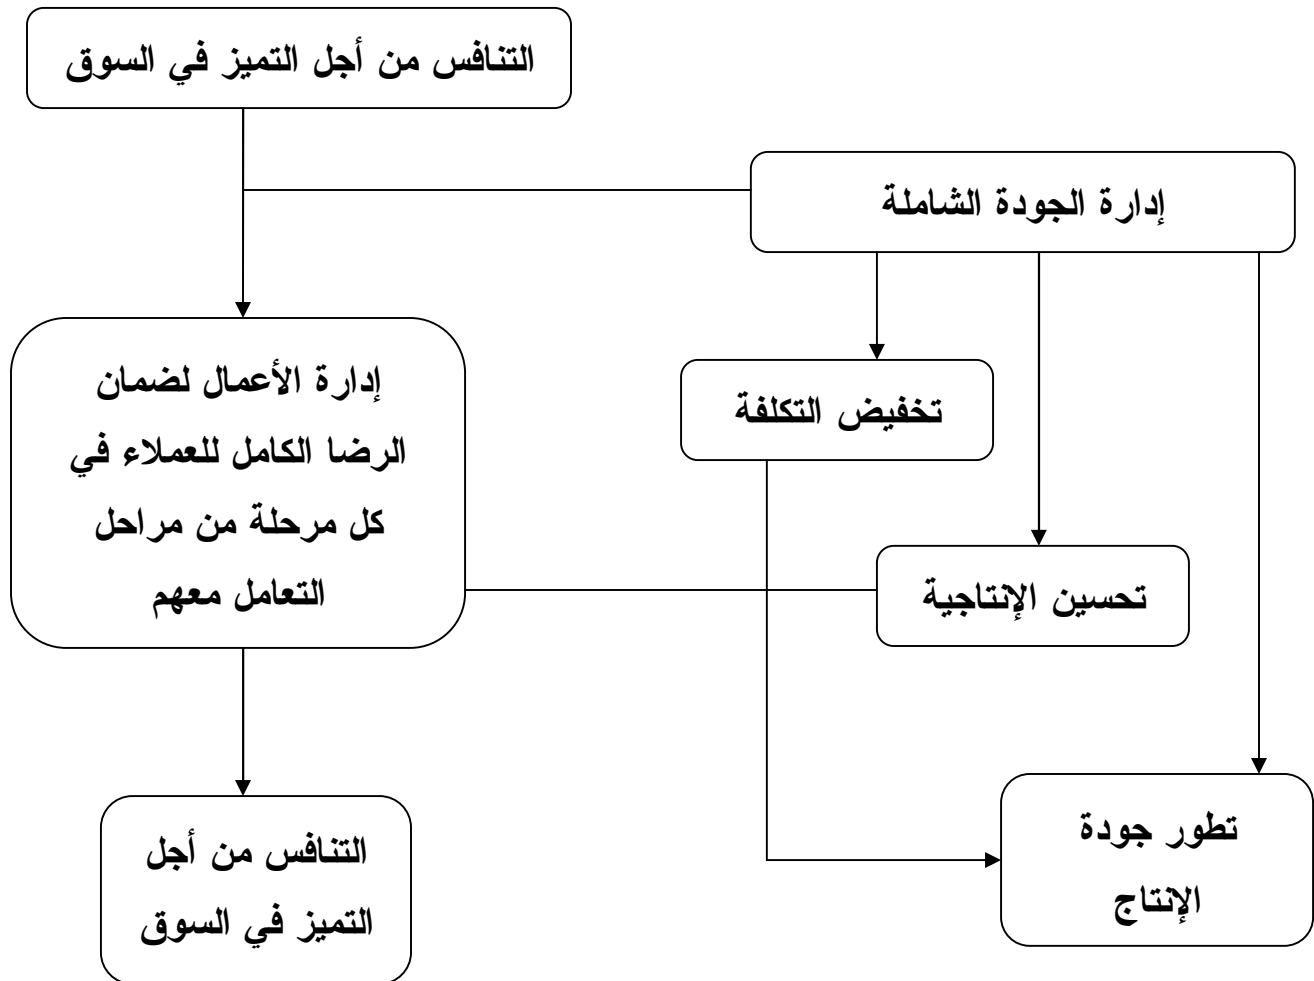 التنافس من أجل التميز في السوق
إدارة الجودة الشاملة
إدارة الأعمال لضمان
الرضا الكامل للعملاء في
كل مرحلة من مراحل
التعامل معهم
تخفيض التكلفة
تحسين الإنتاجية
تطور جودة
الإنتاج
التنافس من أجل
التميز في السوق